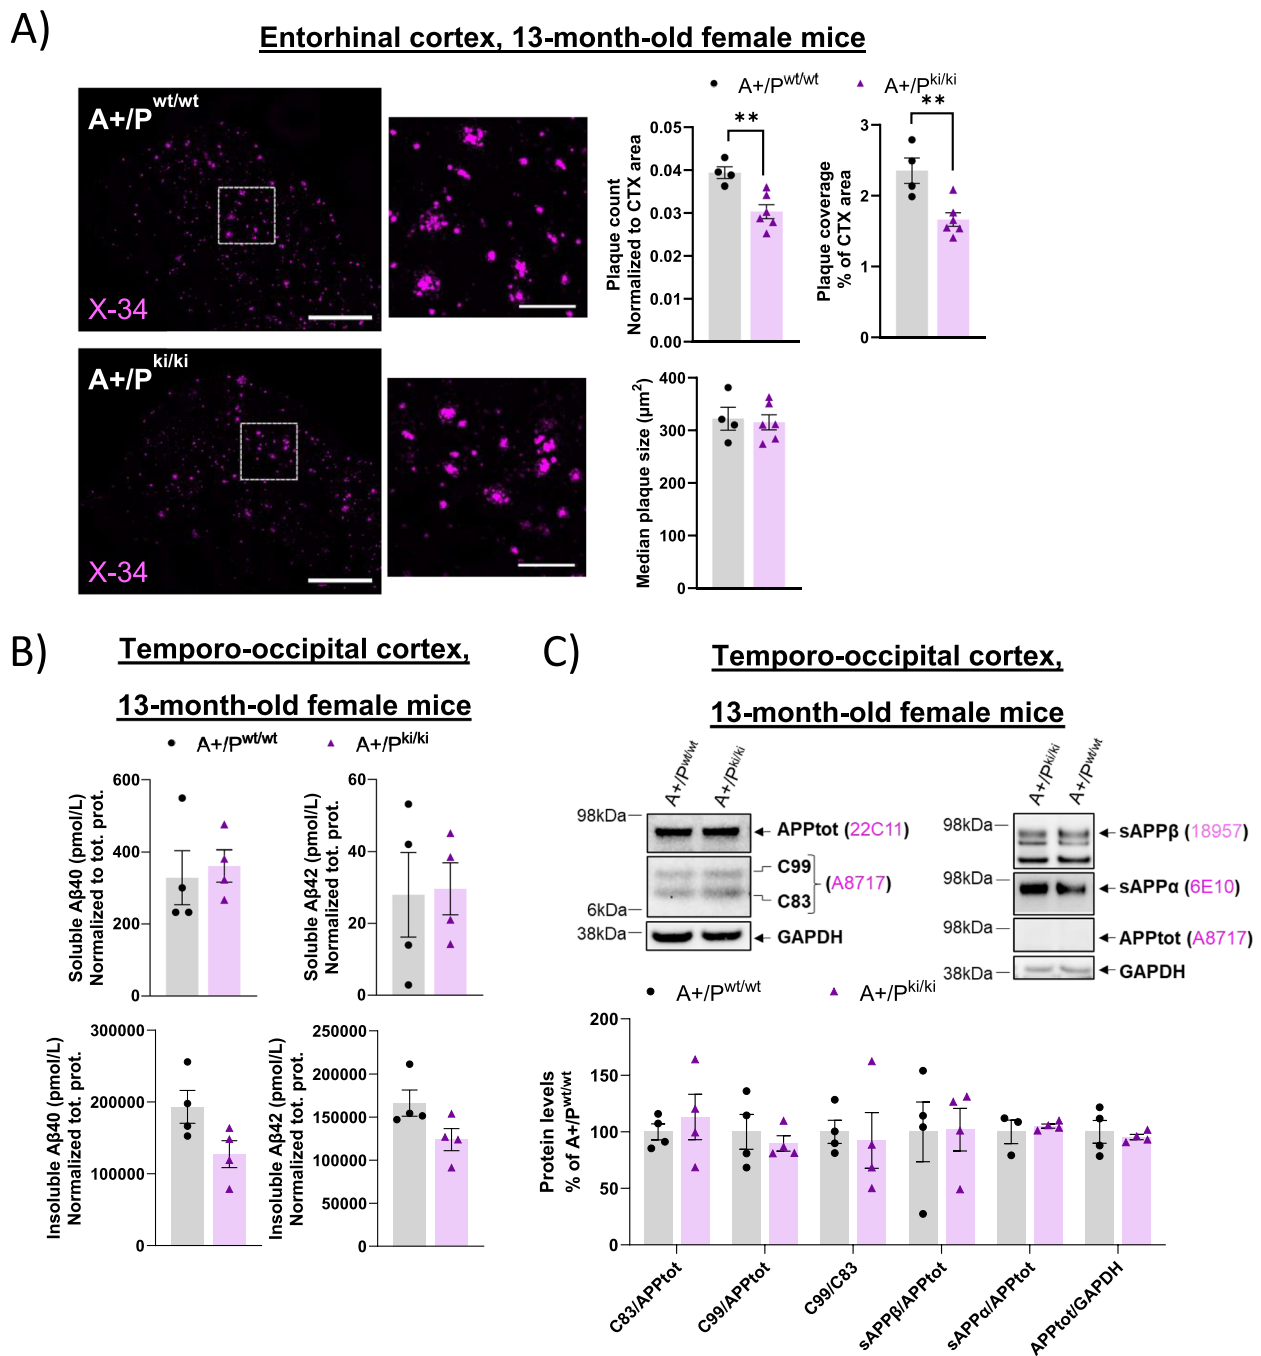 A)
Entorhinal cortex, 13-month-old female mice
A+/Pwt/wt
X-34
A+/Pki/ki
X-34
A+/Pwt/wt
A+/Pki/ki
**
0.05
0.04
0.03
0.02
0.01
0.00
Plaque count
Normalized to CTX area
**
3
2
1
0
Plaque coverage
% of CTX area
400
300
200
100
0
Median plaque size (µm²)
B)
Temporo-occipital cortex,
13-month-old female mice
A+/Pwt/wt
A+/Pki/ki
600
400
200
0
Soluble Aβ40 (pmol/L)
Normalized to tot. prot.
60
40
20
0
Soluble Aβ42 (pmol/L)
Normalized tot. prot.
300000
200000
100000
0
Insoluble Aβ40 (pmol/L)
Normalized tot. prot.
250000
200000
150000
100000
50000
0
Insoluble Aβ42 (pmol/L)
Normalized tot. prot.
C)
Temporo-occipital cortex,
13-month-old female mice
A+/Pwt/wt
A+/Pki/ki
98kDa
APPtot (22C11)
C99
C83
(A8717)
6kDa
38kDa
GAPDH
A+/Pki/ki
A+/Pwt/wt
98kDa
sAPPβ (18957)
98kDa
sAPPα (6E10)
98kDa
APPtot (A8717)
38kDa
GAPDH
A+/Pwt/wt
A+/Pki/ki
200
150
100
50
0
Protein levels
% of A+/Pwt/wt
C83/APPtot
C99/APPtot
C99/C83
sAPPβ/APPtot
sAPPα/APPtot
APPtot/GAPDH